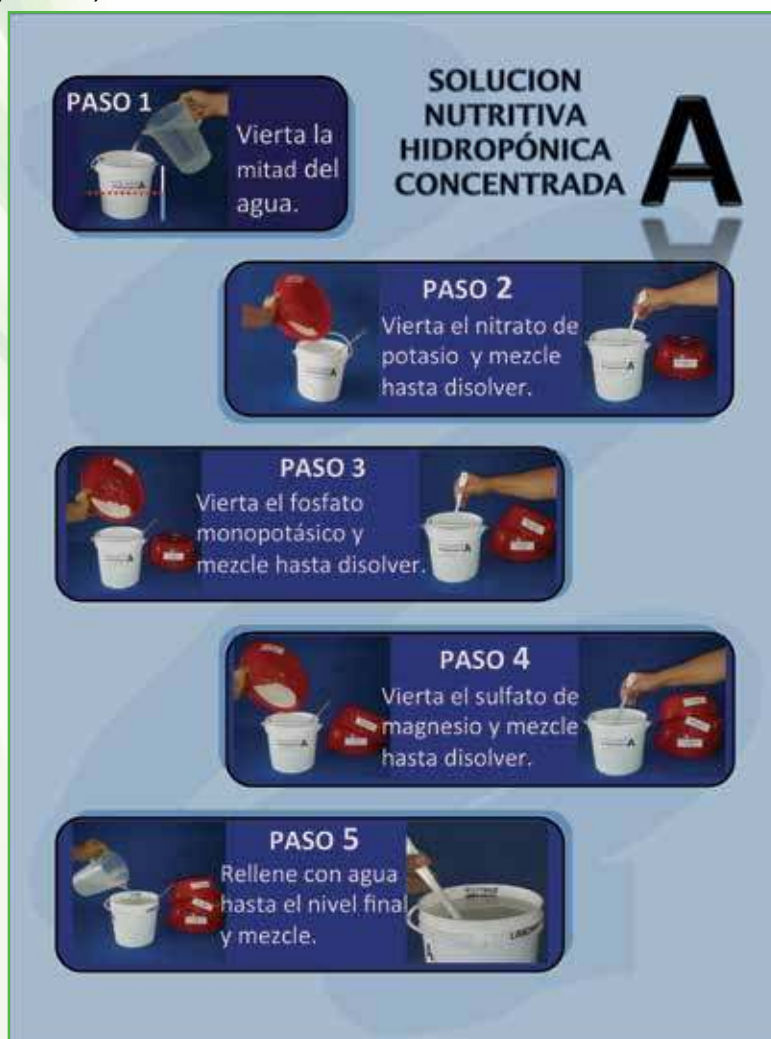 SOLUCION
NUTRITIVA
HIDROPÓNICA
CONCENTRADA
A
PASO 1
Vierta la
mitad del
agua.
PASO 2
Vierta el nitrato de
potasio y mezcle
hasta disolver.
A
PASO 3
Vierta el fosfato
monopotásico y
mezcle hasta disolver.
A
PASO 4
Vierta el sulfato de
magnesio y mezcle
hasta disolver.
A
PASO 5
Rellene con agua
hasta el nivel final
y mezcle.